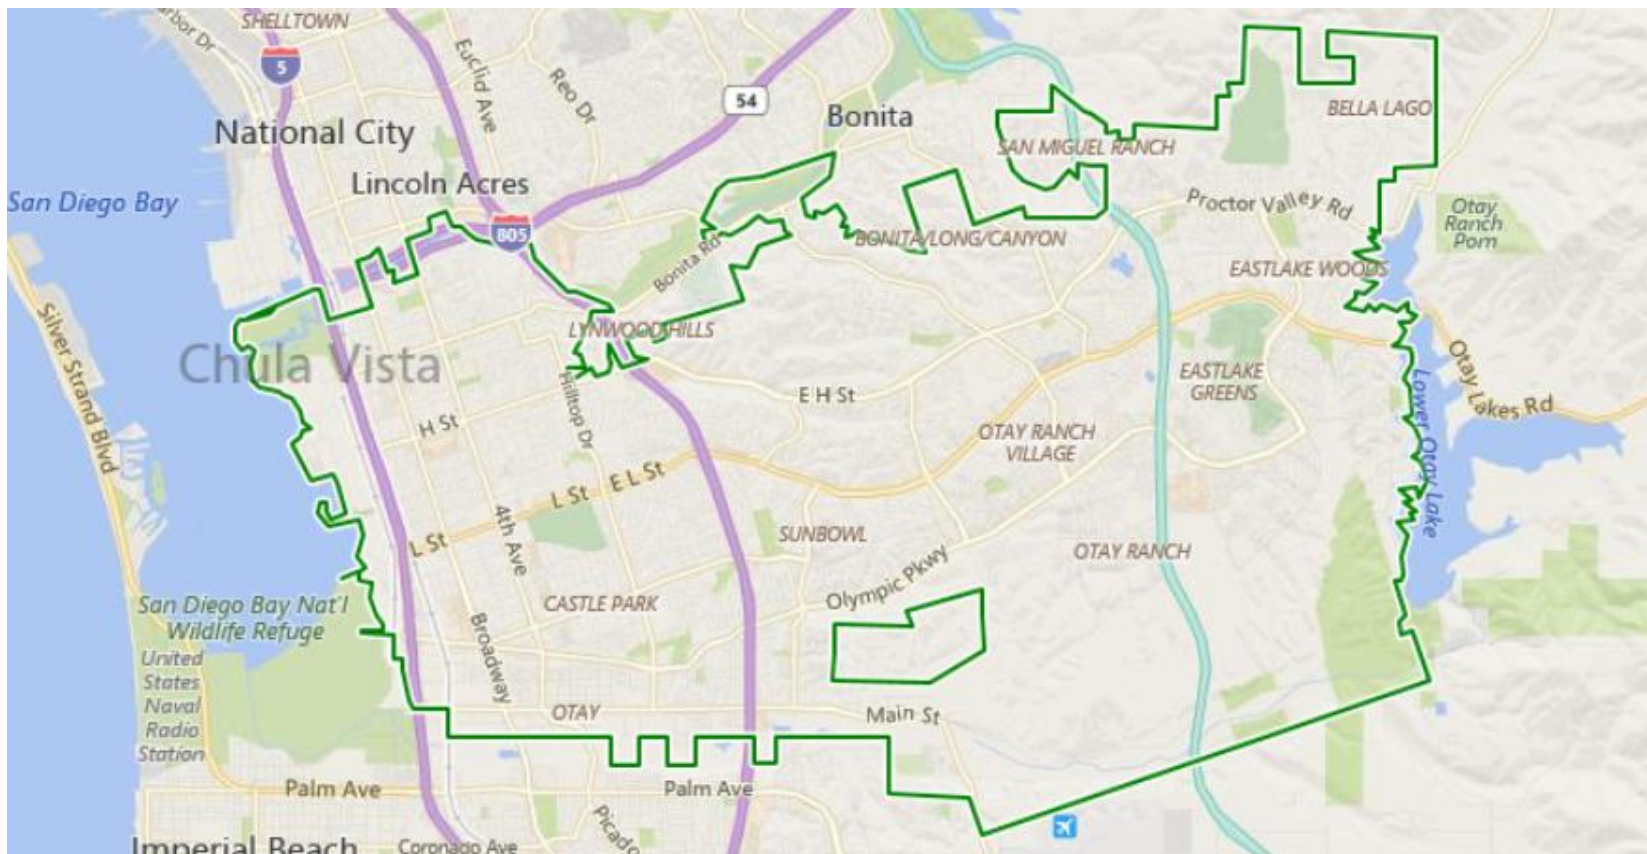 SHELLTOWN
5
Euclid Ave
Reo Dr
54
Bonita
BELLA LAGO
National City
SAN MIGUEL RANCH
Lincoln Acres
San Diego Bay
805
Proctor Valley Rd
Otay
Ranch
Pom
Bonita Rd
BONITA/LONG/CANYON
EASTLAKE WOODS
Silver Strand Blvd
LYNWOOD HILLS
Chula Vista
Otay Lakes Rd
EASTLAKE
GREENS
Hilltop Dr
E H St
H St
Lower Otay Lake
OTAY RANCH
VILLAGE
L St
E L St
4th Ave
L St
SUNBOWL
OTAY RANCH
Olympic Pkwy
CASTLE PARK
San Diego Bay Nat'l
Wildlife Refuge
Broadway
United
States
Naval
Radio
Station
OTAY
Main St
Palm Ave
Palm Ave
Imperial Beach
Coronado Ave